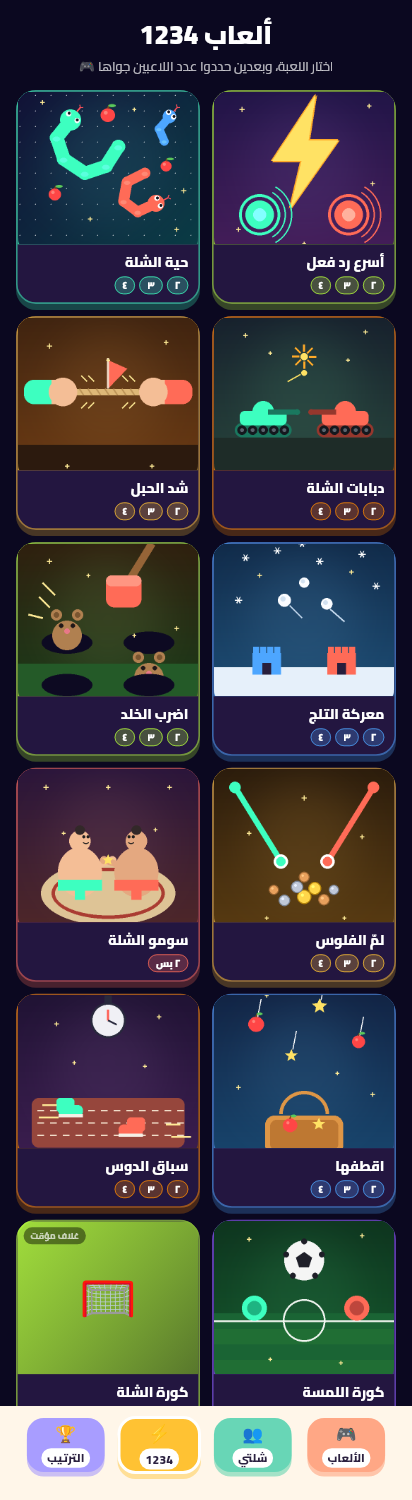 ألعاب 1234
اختار اللعبة، وبعدين حددوا عدد اللاعبين جواها 🎮
أسرع رد فعل
٢ ٣ ٤
حية الشلة
٢ ٣ ٤
دبابات الشلة
٢ ٣ ٤
شد الحبل
٢ ٣ ٤
معركة الثلج
٢ ٣ ٤
اضرب الخلد
٢ ٣ ٤
لمّ الفلوس
٢ ٣ ٤
سومو الشلة
٢ بس
اقطفها
٢ ٣ ٤
سباق الدوس
٢ ٣ ٤
كورة اللمسة
غلاف مؤقت
كورة الشلة
الألعاب
شلتي
1234
الترتيب